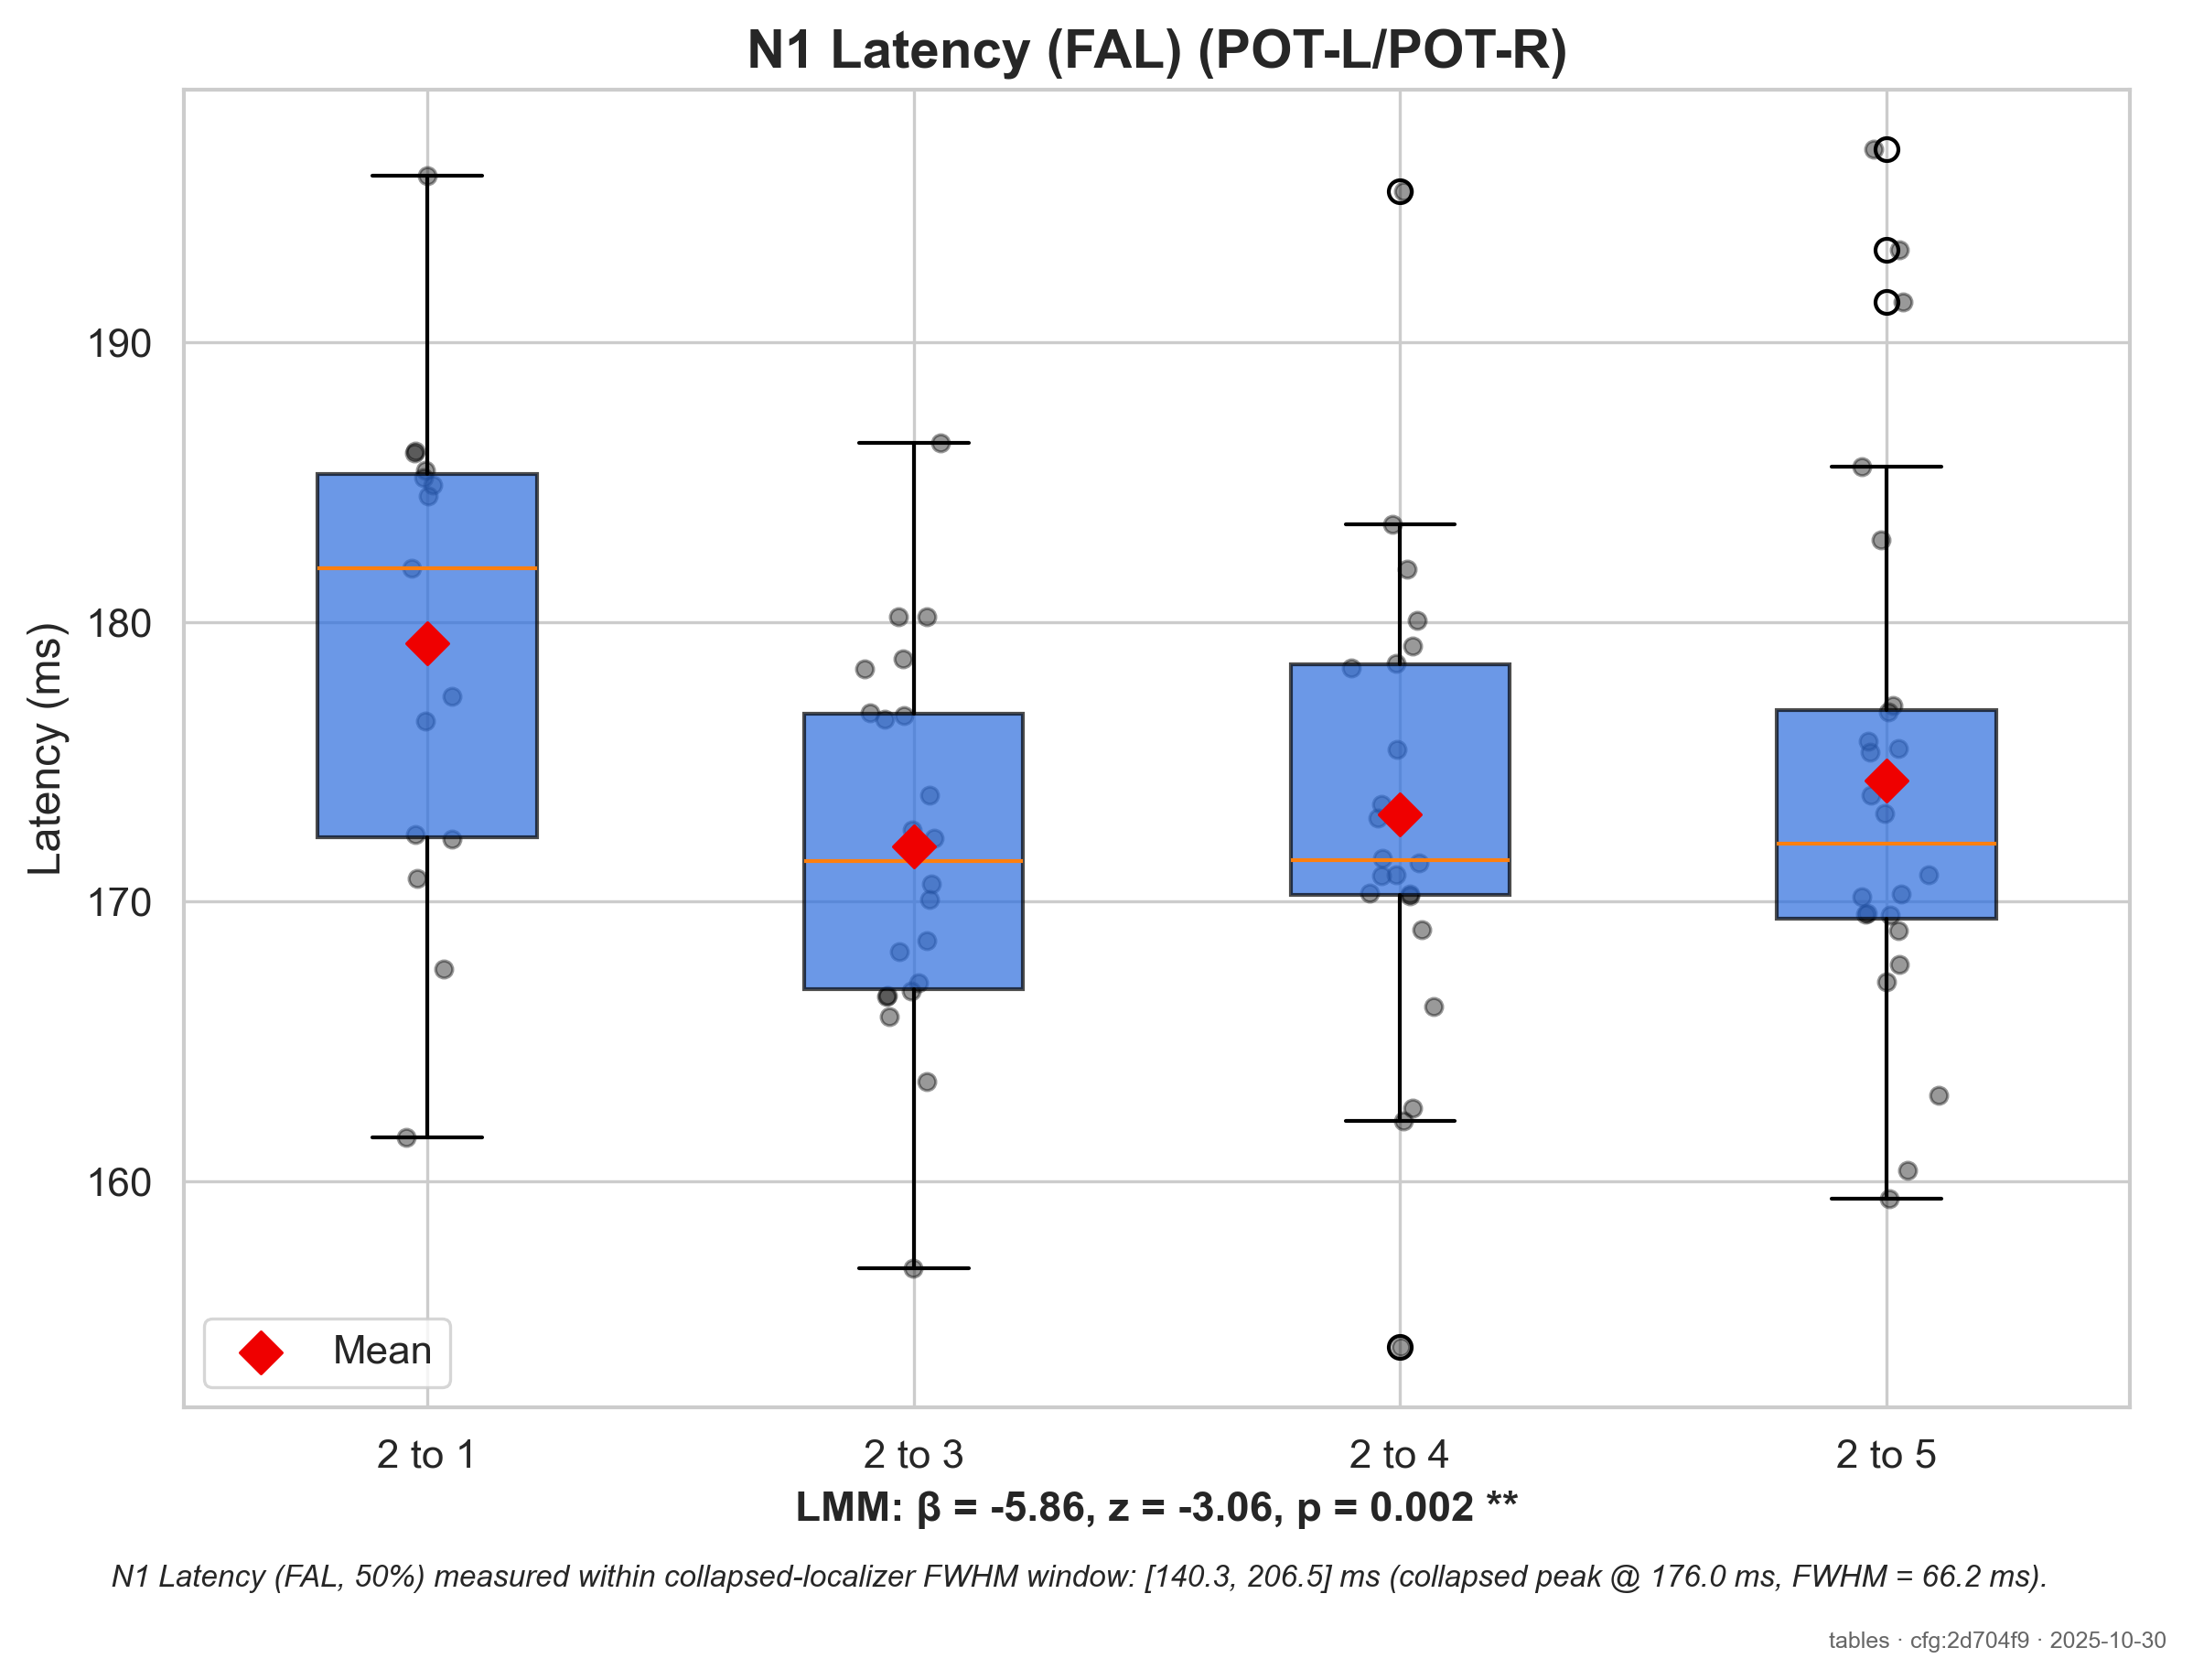 N1 Latency (FAL) (POT-L/POT-R)
Latency (ms)
190
180
170
160
Mean
2 to 1
2 to 3
2 to 4
2 to 5
LMM: β = -5.86, z = -3.06, p = 0.002 **
N1 Latency (FAL, 50%) measured within collapsed-localizer FWHM window: [140.3, 206.5] ms (collapsed peak @ 176.0 ms, FWHM = 66.2 ms).
tables · cfg:2d704f9 · 2025-10-30